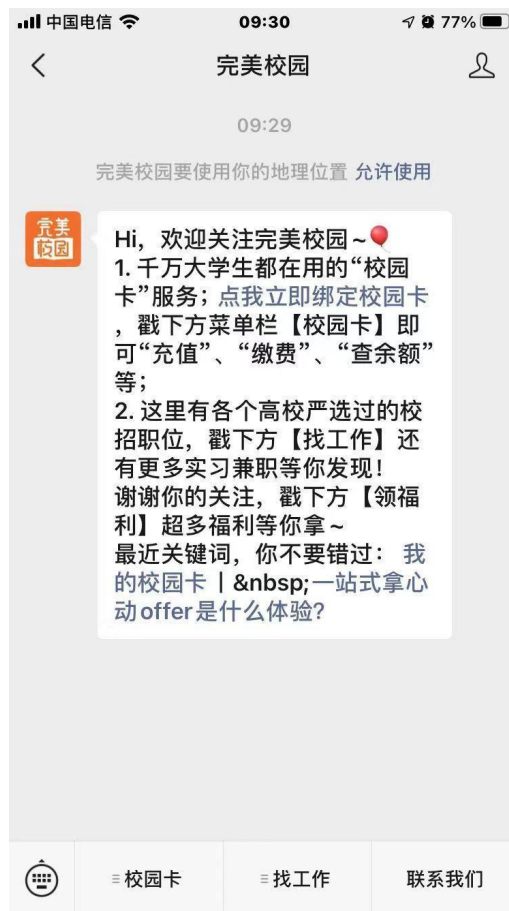 中国电信 09:30 77%
完美校园
09:29
完美校园要使用你的地理位置 允许使用
完美
校园
Hi，欢迎关注完美校园~🎈
1. 千万大学生都在用的“校园
卡”服务；点我立即绑定校园卡
，戳下方菜单栏【校园卡】即
可“充值”、“缴费”、“查余额”
等；
2. 这里有各个高校严选过的校
招职位，戳下方【找工作】还
有更多实习兼职等你发现！
谢谢你的关注，戳下方【领福
利】超多福利等你拿~
最近关键词，你不要错过： 我
的校园卡 | &nbsp;一站式拿心
动offer是什么体验?
校园卡 找工作 联系我们